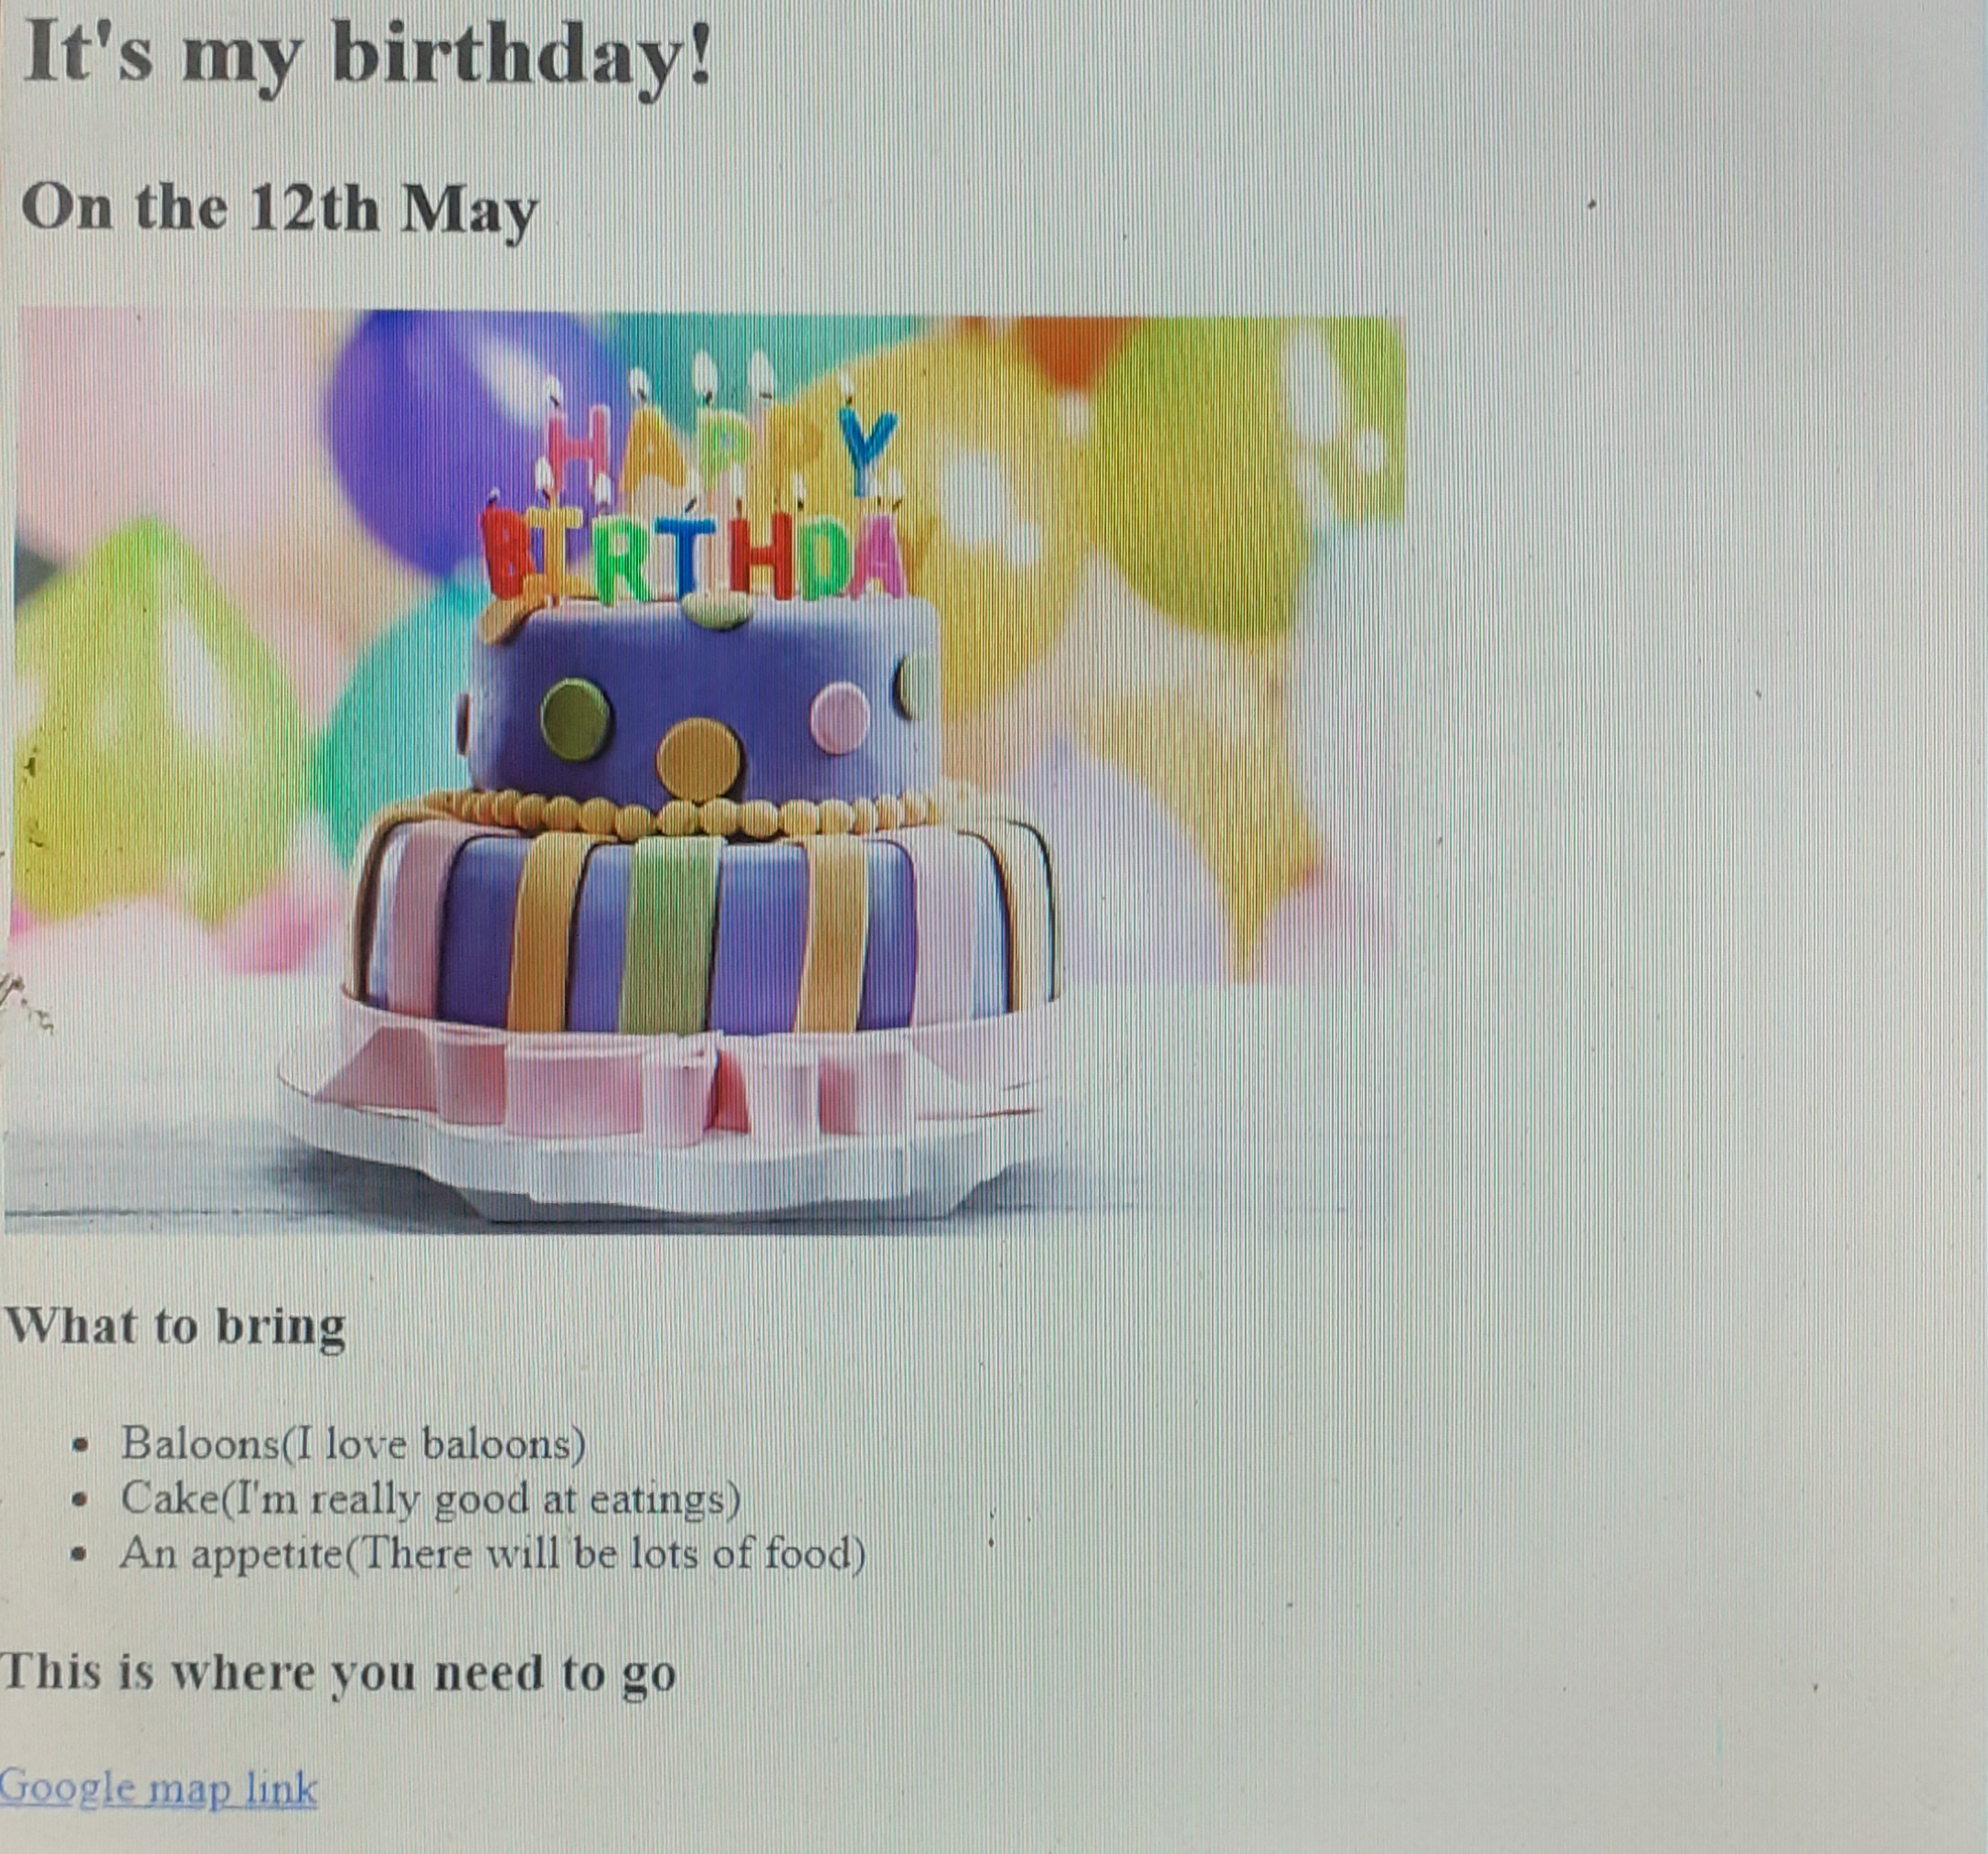 It's my birthday!
On the 12th May
HAPPY
BIRTHDAY
What to bring
Baloons(I love baloons)
Cake(I'm really good at eatings)
An appetite(There will be lots of food)
This is where you need to go
Google map link